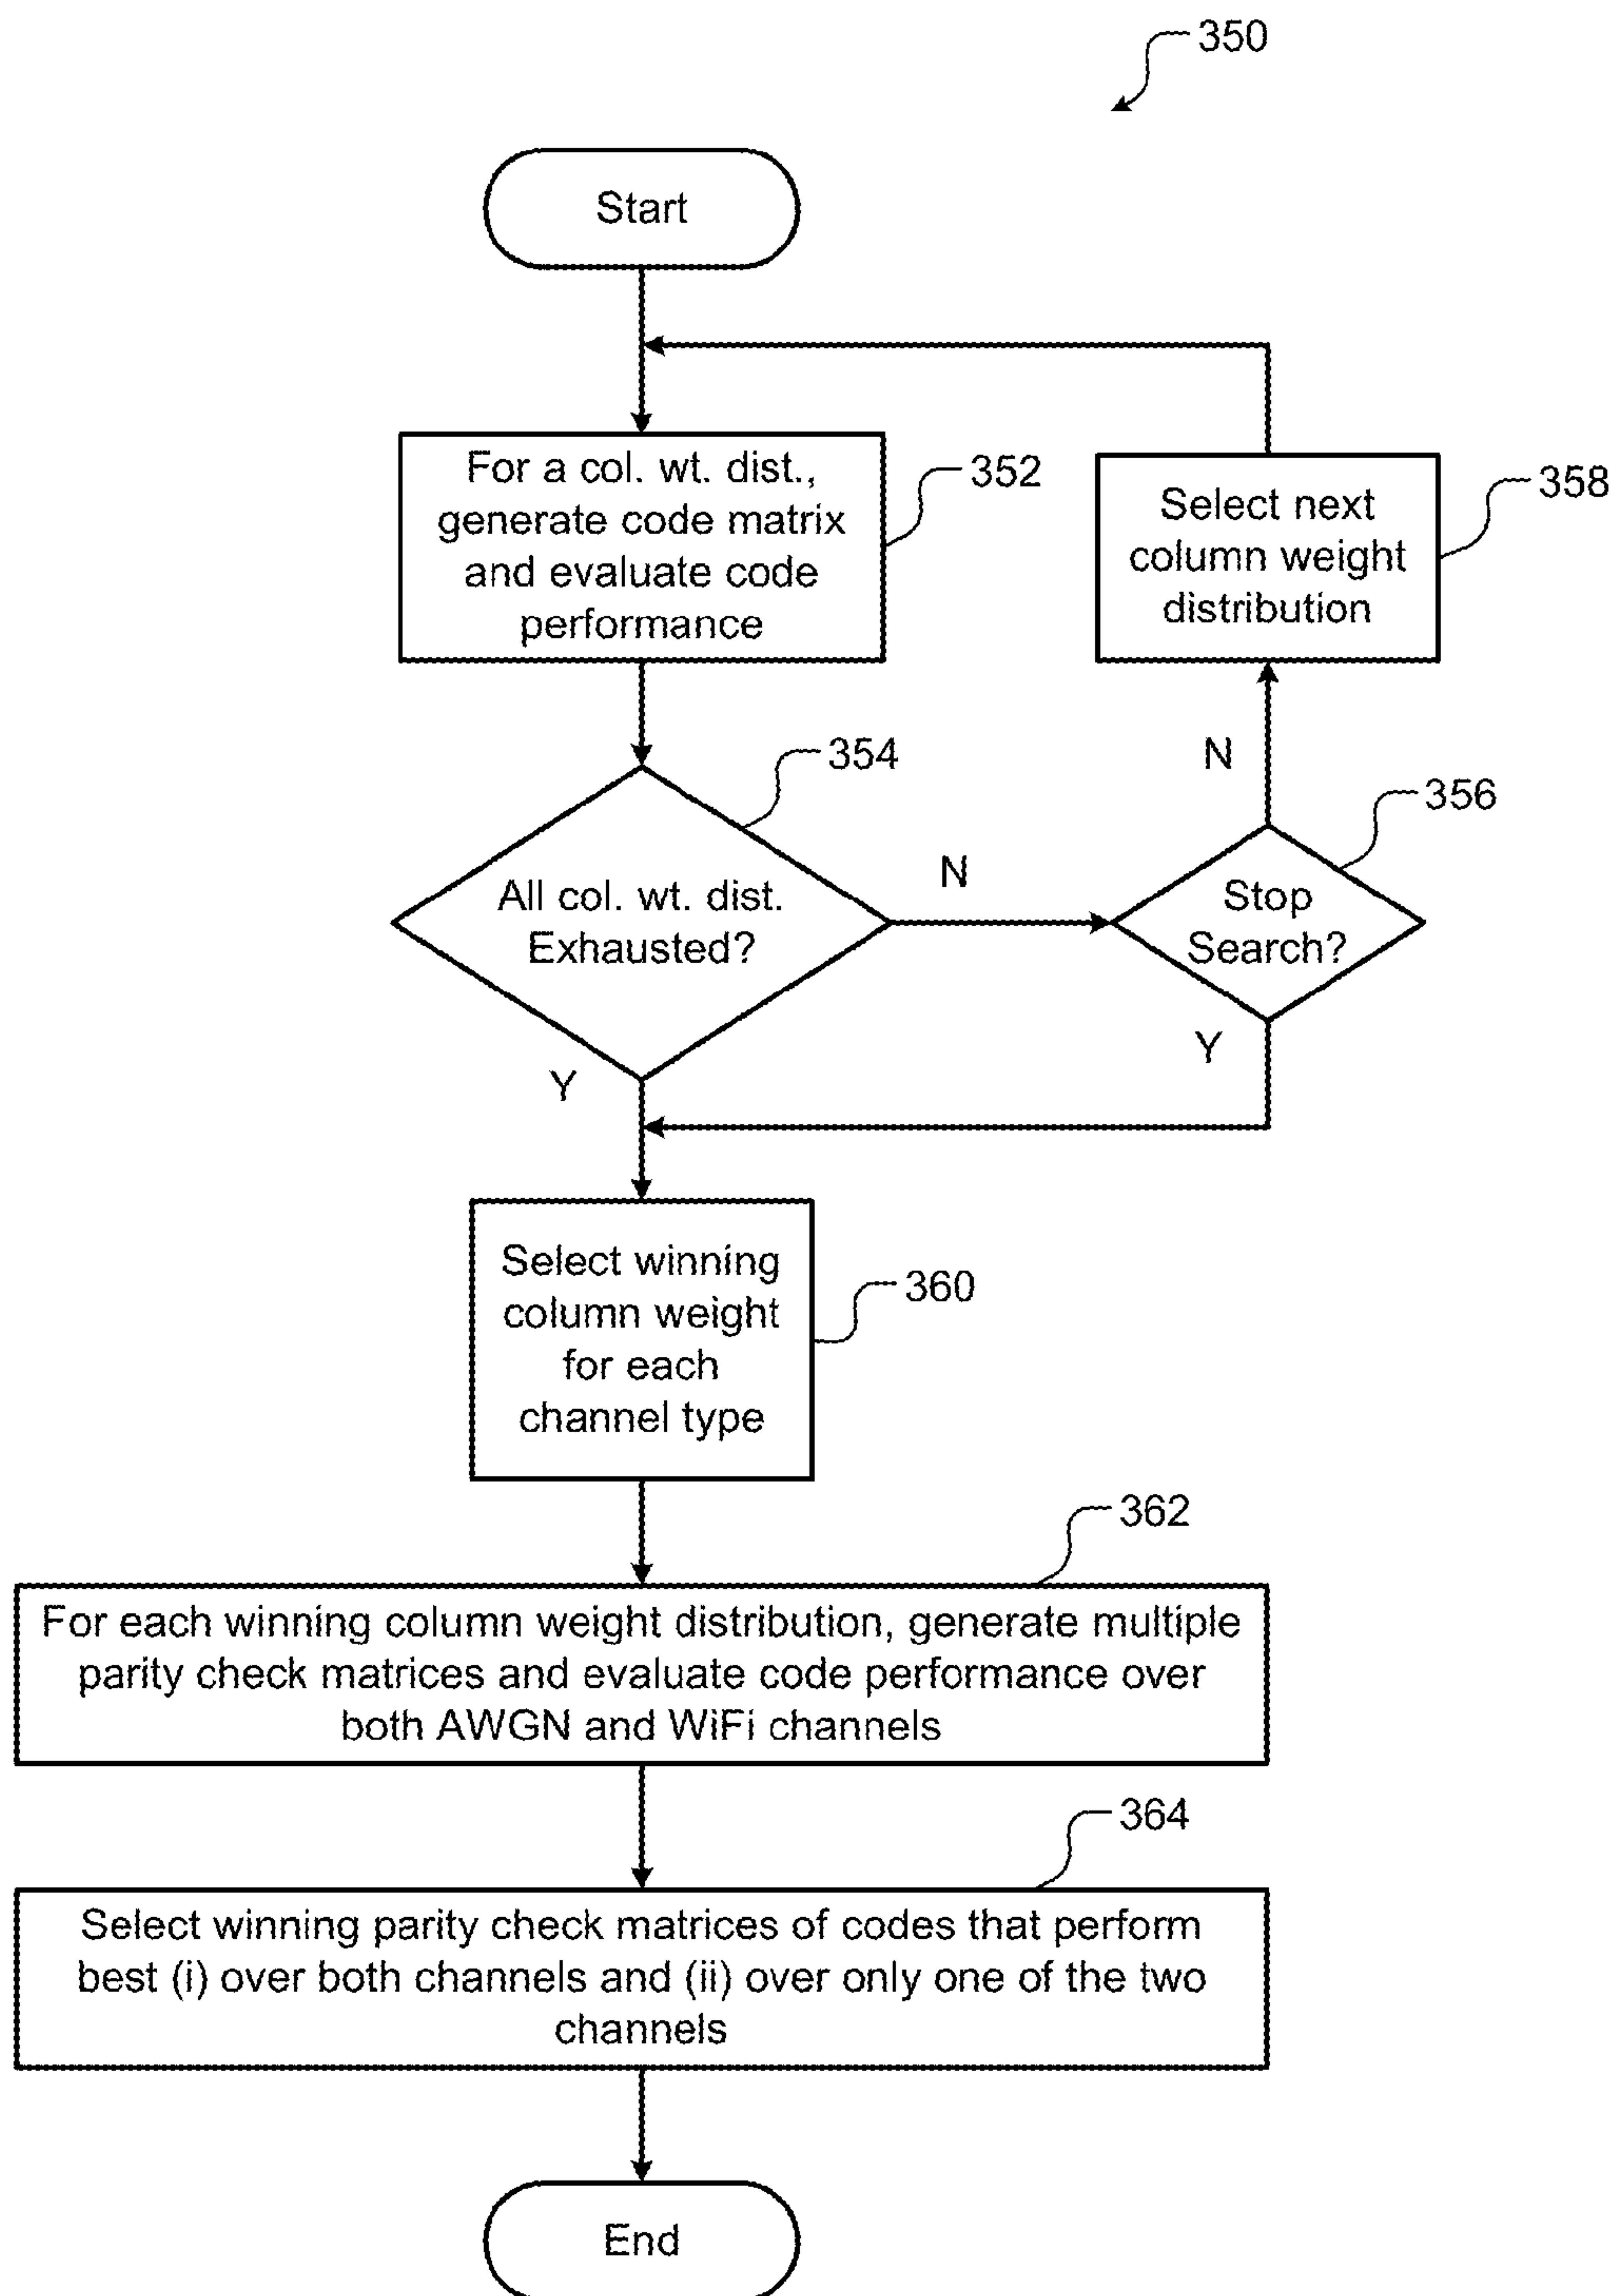 350
Start
For a col. wt. dist.,
generate code matrix
and evaluate code
performance
352
Select next
column weight
distribution
358
354
N
356
All col. wt. dist.
Exhausted?
N
Stop
Search?
Y
Y
Select winning
column weight
for each
channel type
360
362
For each winning column weight distribution, generate multiple
parity check matrices and evaluate code performance over
both AWGN and WiFi channels
364
Select winning parity check matrices of codes that perform
best (i) over both channels and (ii) over only one of the two
channels
End